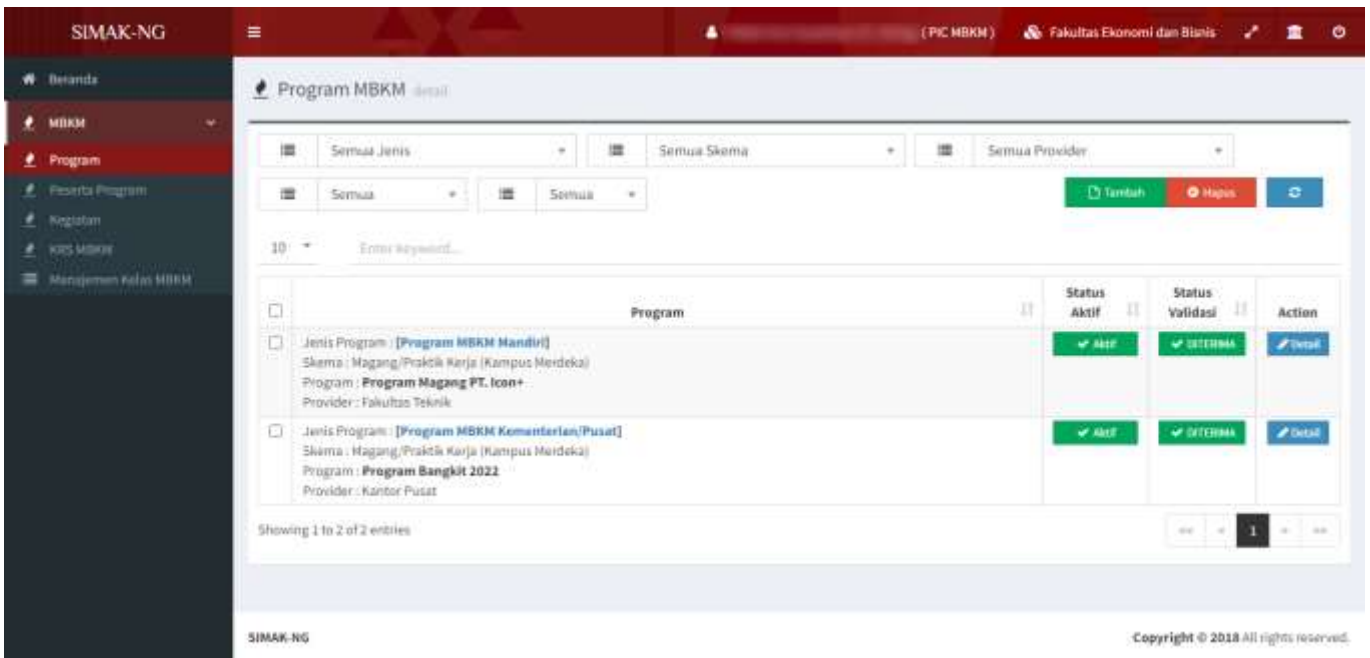 SIMAK-NG
( PIC MBKM )
Fakultas Ekonomi dan Bisnis
Beranda
MBKM
Program
Peserta Program
Kegiatan
KRS MBKM
Manajemen Kelas MBKM
Program MBKM detail
Semua Jenis
Semua Skema
Semua Provider
Semua
Semua
Tambah
Hapus
10
Enter keyword...
Program
Status Aktif
Status Validasi
Action
Jenis Program : [Program MBKM Mandiri]
Skema : Magang/Praktik Kerja (Kampus Merdeka)
Program : Program Magang PT. Icon+
Provider : Fakultas Teknik
Aktif
DITERIMA
Detail
Jenis Program : [Program MBKM Kementerian/Pusat]
Skema : Magang/Praktik Kerja (Kampus Merdeka)
Program : Program Bangkit 2022
Provider : Kantor Pusat
Aktif
DITERIMA
Detail
Showing 1 to 2 of 2 entries
1
SIMAK-NG
Copyright © 2018 All rights reserved.